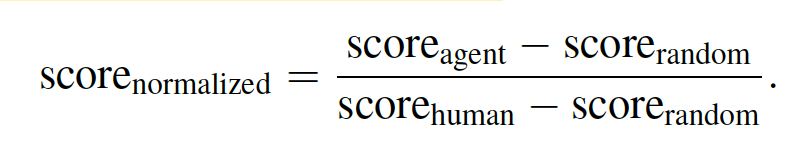 score_normalized = (score_agent − score_random) / (score_human − score_random).